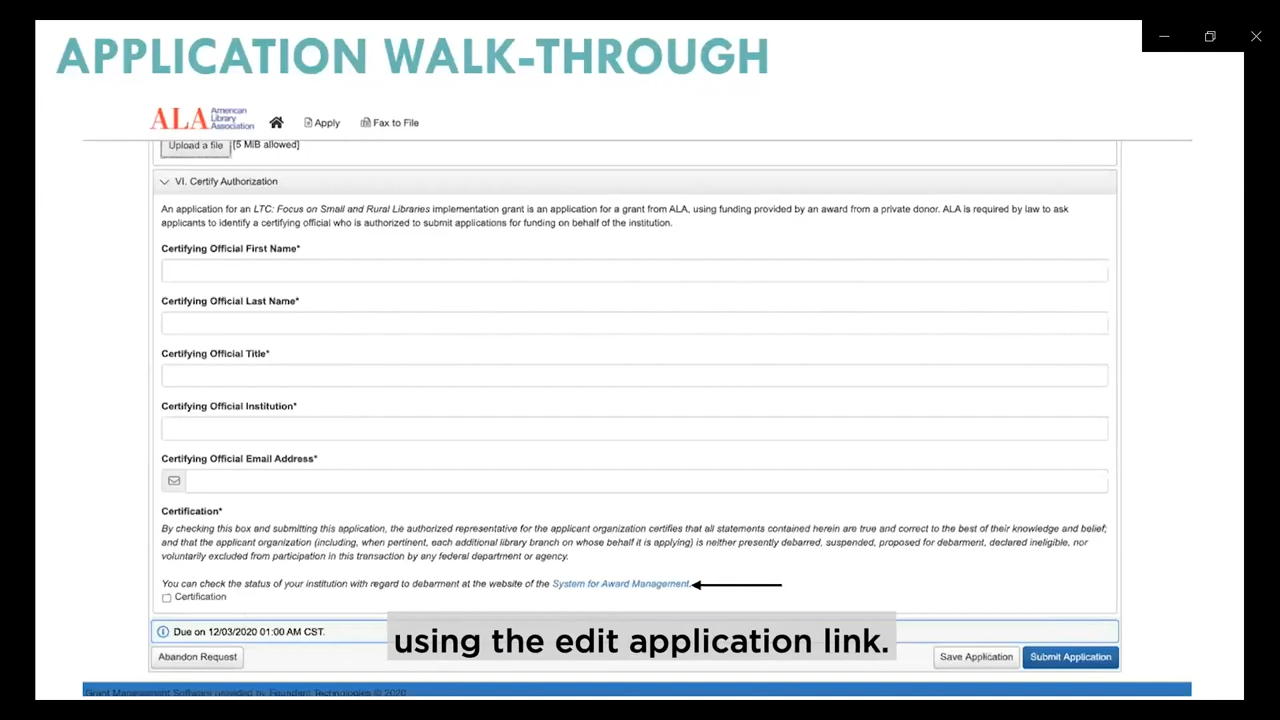 APPLICATION WALK-THROUGH
ALA American Library Association
Apply
Fax to File
Upload a file [5 MiB allowed]
VI. Certify Authorization
An application for an LTC: Focus on Small and Rural Libraries implementation grant is an application for a grant from ALA, using funding provided by an award from a private donor. ALA is required by law to ask
applicants to identify a certifying official who is authorized to submit applications for funding on behalf of the institution.
Certifying Official First Name*
Certifying Official Last Name*
Certifying Official Title*
Certifying Official Institution*
Certifying Official Email Address*
Certification*
By checking this box and submitting this application, the authorized representative for the applicant organization certifies that all statements contained herein are true and correct to the best of their knowledge and belief;
and that the applicant organization (including, when pertinent, each additional library branch on whose behalf it is applying) is neither presently debarred, suspended, proposed for debarment, declared ineligible, nor
voluntarily excluded from participation in this transaction by any federal department or agency.
You can check the status of your institution with regard to debarment at the website of the System for Award Management.
Certification
Due on 12/03/2020 01:00 AM CST.
using the edit application link.
Abandon Request
Save Application
Submit Application
Grant Management Software provided by Foundant Technologies © 2020